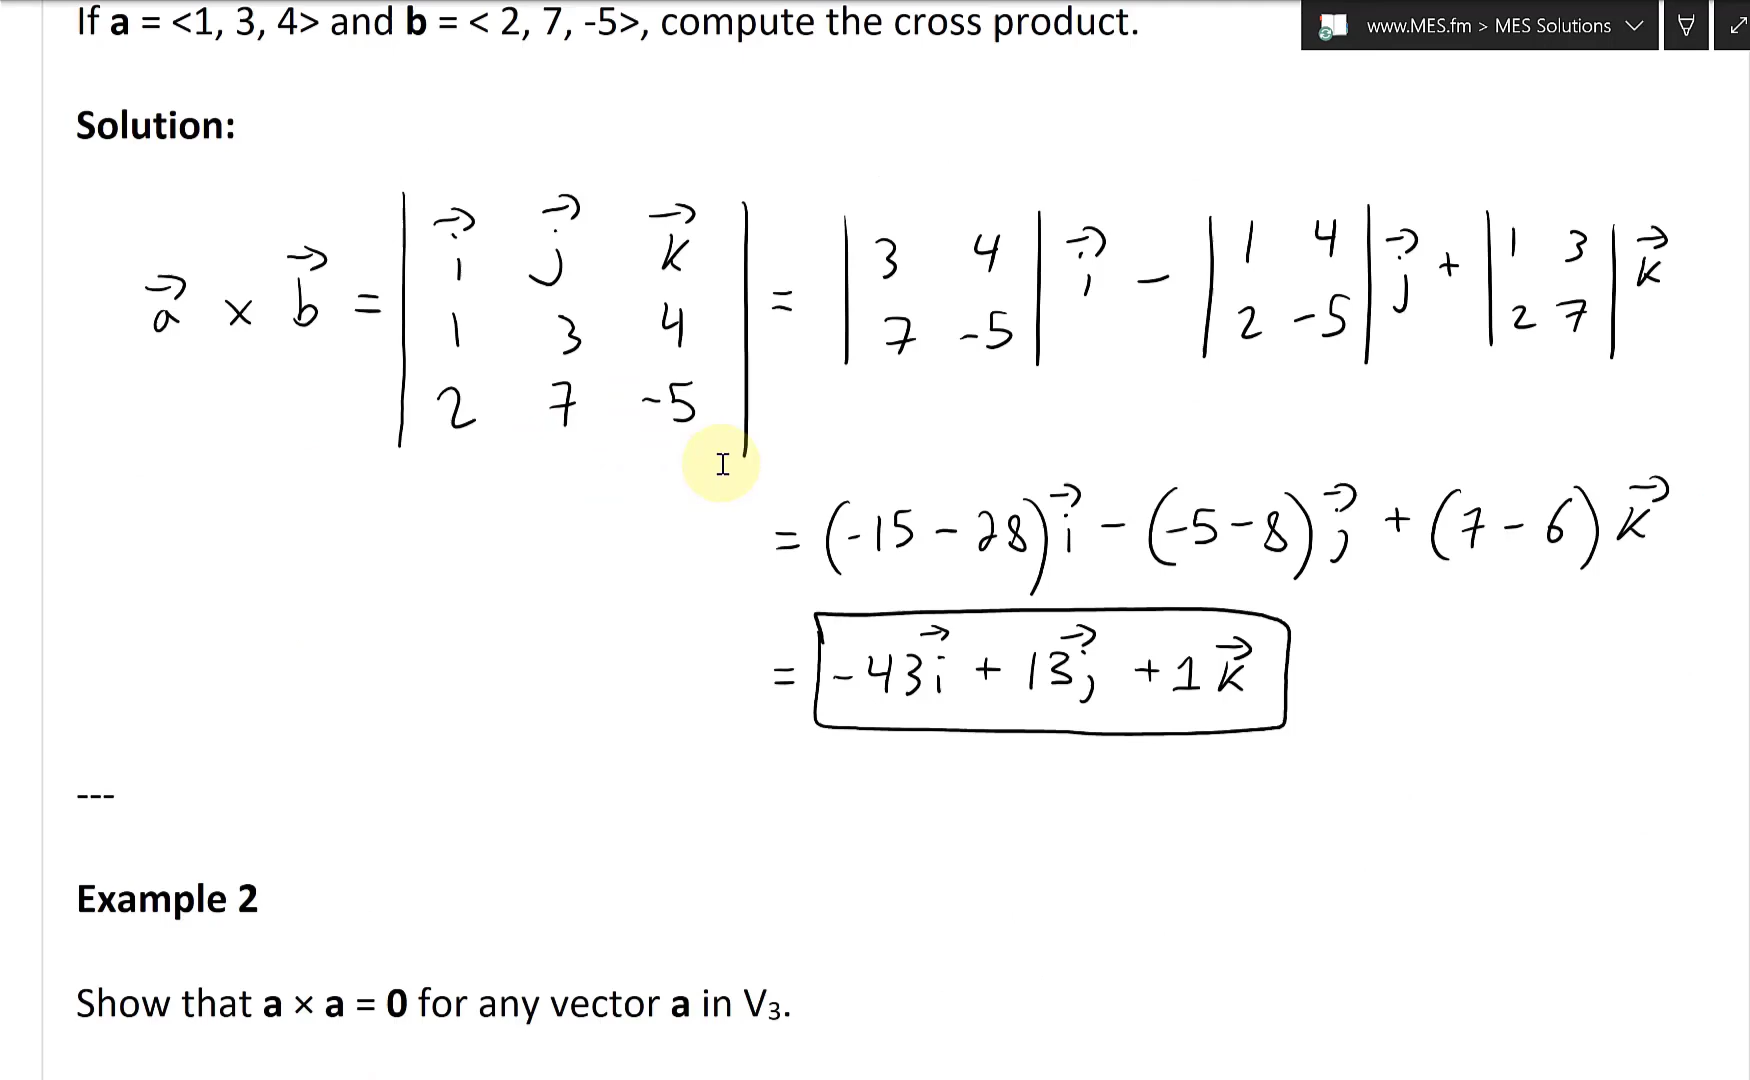 If a = <1, 3, 4> and b = < 2, 7, -5>, compute the cross product.
www.MES.fm > MES Solutions
Solution:
a⃗ × b⃗ = | i⃗ j⃗ k⃗ | = | 3 4 | i⃗ − | 1 4 | j⃗ + | 1 3 | k⃗
| 1 3 4 | | 7 -5 | | 2 -5 | | 2 7 |
| 2 7 -5 |
= (-15 - 28) i⃗ - (-5 - 8) j⃗ + (7 - 6) k⃗
= -43 i⃗ + 13 j⃗ + 1 k⃗
---
Example 2
Show that a × a = 0 for any vector a in V₃.